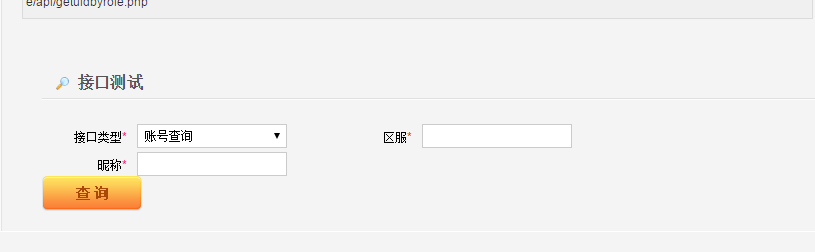 e/api/getuidbyrole.php
接口测试
接口类型* 账号查询 区服*
昵称*
查 询